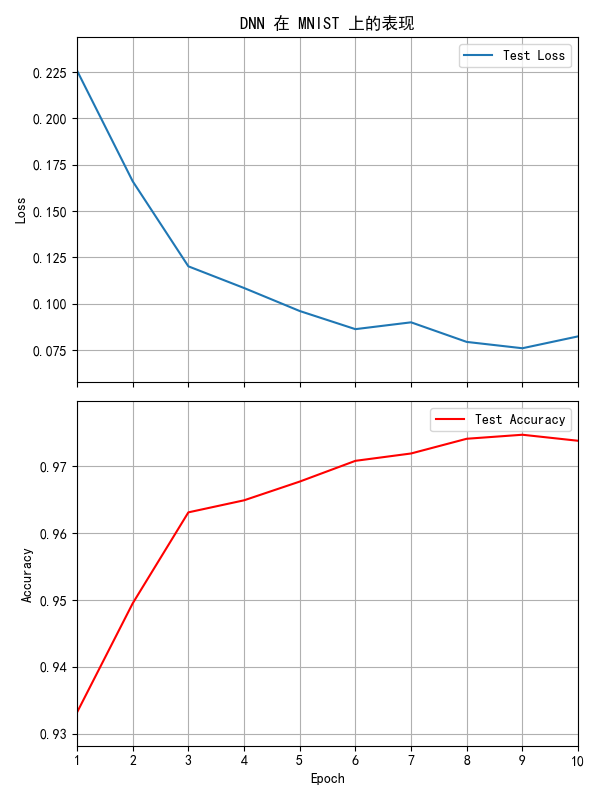 DNN 在 MNIST 上的表现
Test Loss
0.225
0.200
0.175
0.150
0.125
0.100
0.075
Loss
Test Accuracy
0.97
0.96
0.95
0.94
0.93
Accuracy
1 2 3 4 5 6 7 8 9 10
Epoch